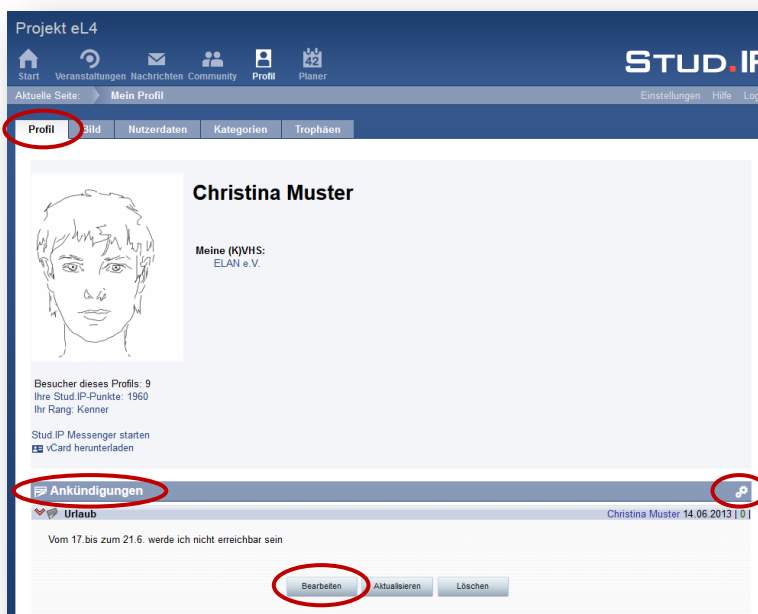 Projekt eL4
Start Veranstaltungen Nachrichten Community Profil 42 Planer
STUD.IP
Aktuelle Seite: Mein Profil Einstellungen Hilfe
Profil Bild Nutzerdaten Kategorien Trophäen
Christina Muster
Meine (K)VHS:
ELAN e.V.
Besucher dieses Profils: 9
Ihre Stud.IP-Punkte: 1960
Ihr Rang: Kenner
Stud.IP Messenger starten
vCard herunterladen
Ankündigungen
Urlaub Christina Muster 14.06.2013 | 0 |
Vom 17.bis zum 21.6. werde ich nicht erreichbar sein
Bearbeiten Aktualisieren Löschen